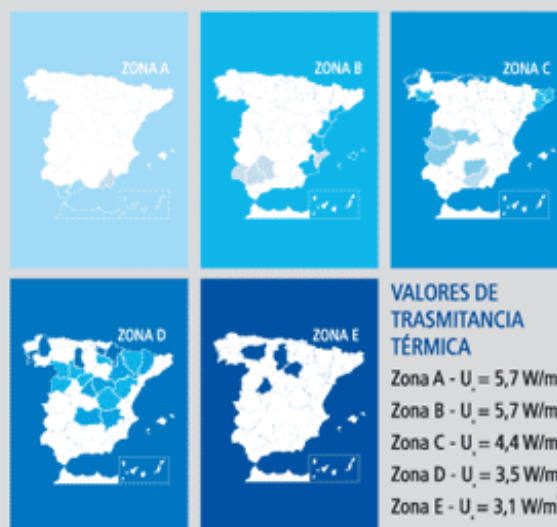 ZONA A
ZONA B
ZONA C
ZONA D
ZONA E
VALORES DE
TRASMITANCIA
TÉRMICA
Zona A - U = 5,7 W/m
Zona B - U = 5,7 W/m
Zona C - U = 4,4 W/m
Zona D - U = 3,5 W/m
Zona E - U = 3,1 W/m